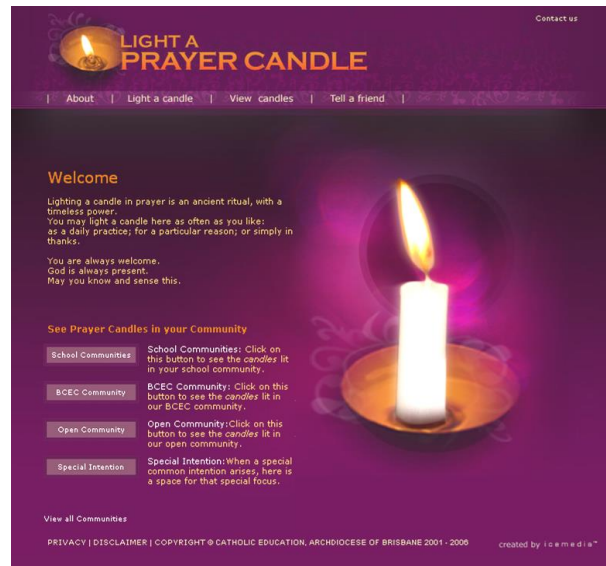 Contact us
LIGHT A
PRAYER CANDLE
| About | Light a candle | View candles | Tell a friend |
Welcome
Lighting a candle in prayer is an ancient ritual, with a
timeless power.
You may light a candle here as often as you like:
as a daily practice; for a particular reason; or simply in
thanks.
You are always welcome.
God is always present.
May you know and sense this.
See Prayer Candles in your Community
School Communities
School Communities: Click on
this button to see the candles lit
in your school community.
BCEC Community
BCEC Community: Click on this
button to see the candles lit in
our BCEC community.
Open Community
Open Community:Click on this
button to see the candles lit in
our open community.
Special Intention
Special Intention:When a special
common intention arises, here is
a space for that special focus.
View all Communities
PRIVACY | DISCLAIMER | COPYRIGHT © CATHOLIC EDUCATION, ARCHDIOCESE OF BRISBANE 2001 - 2006
created by icemedia™